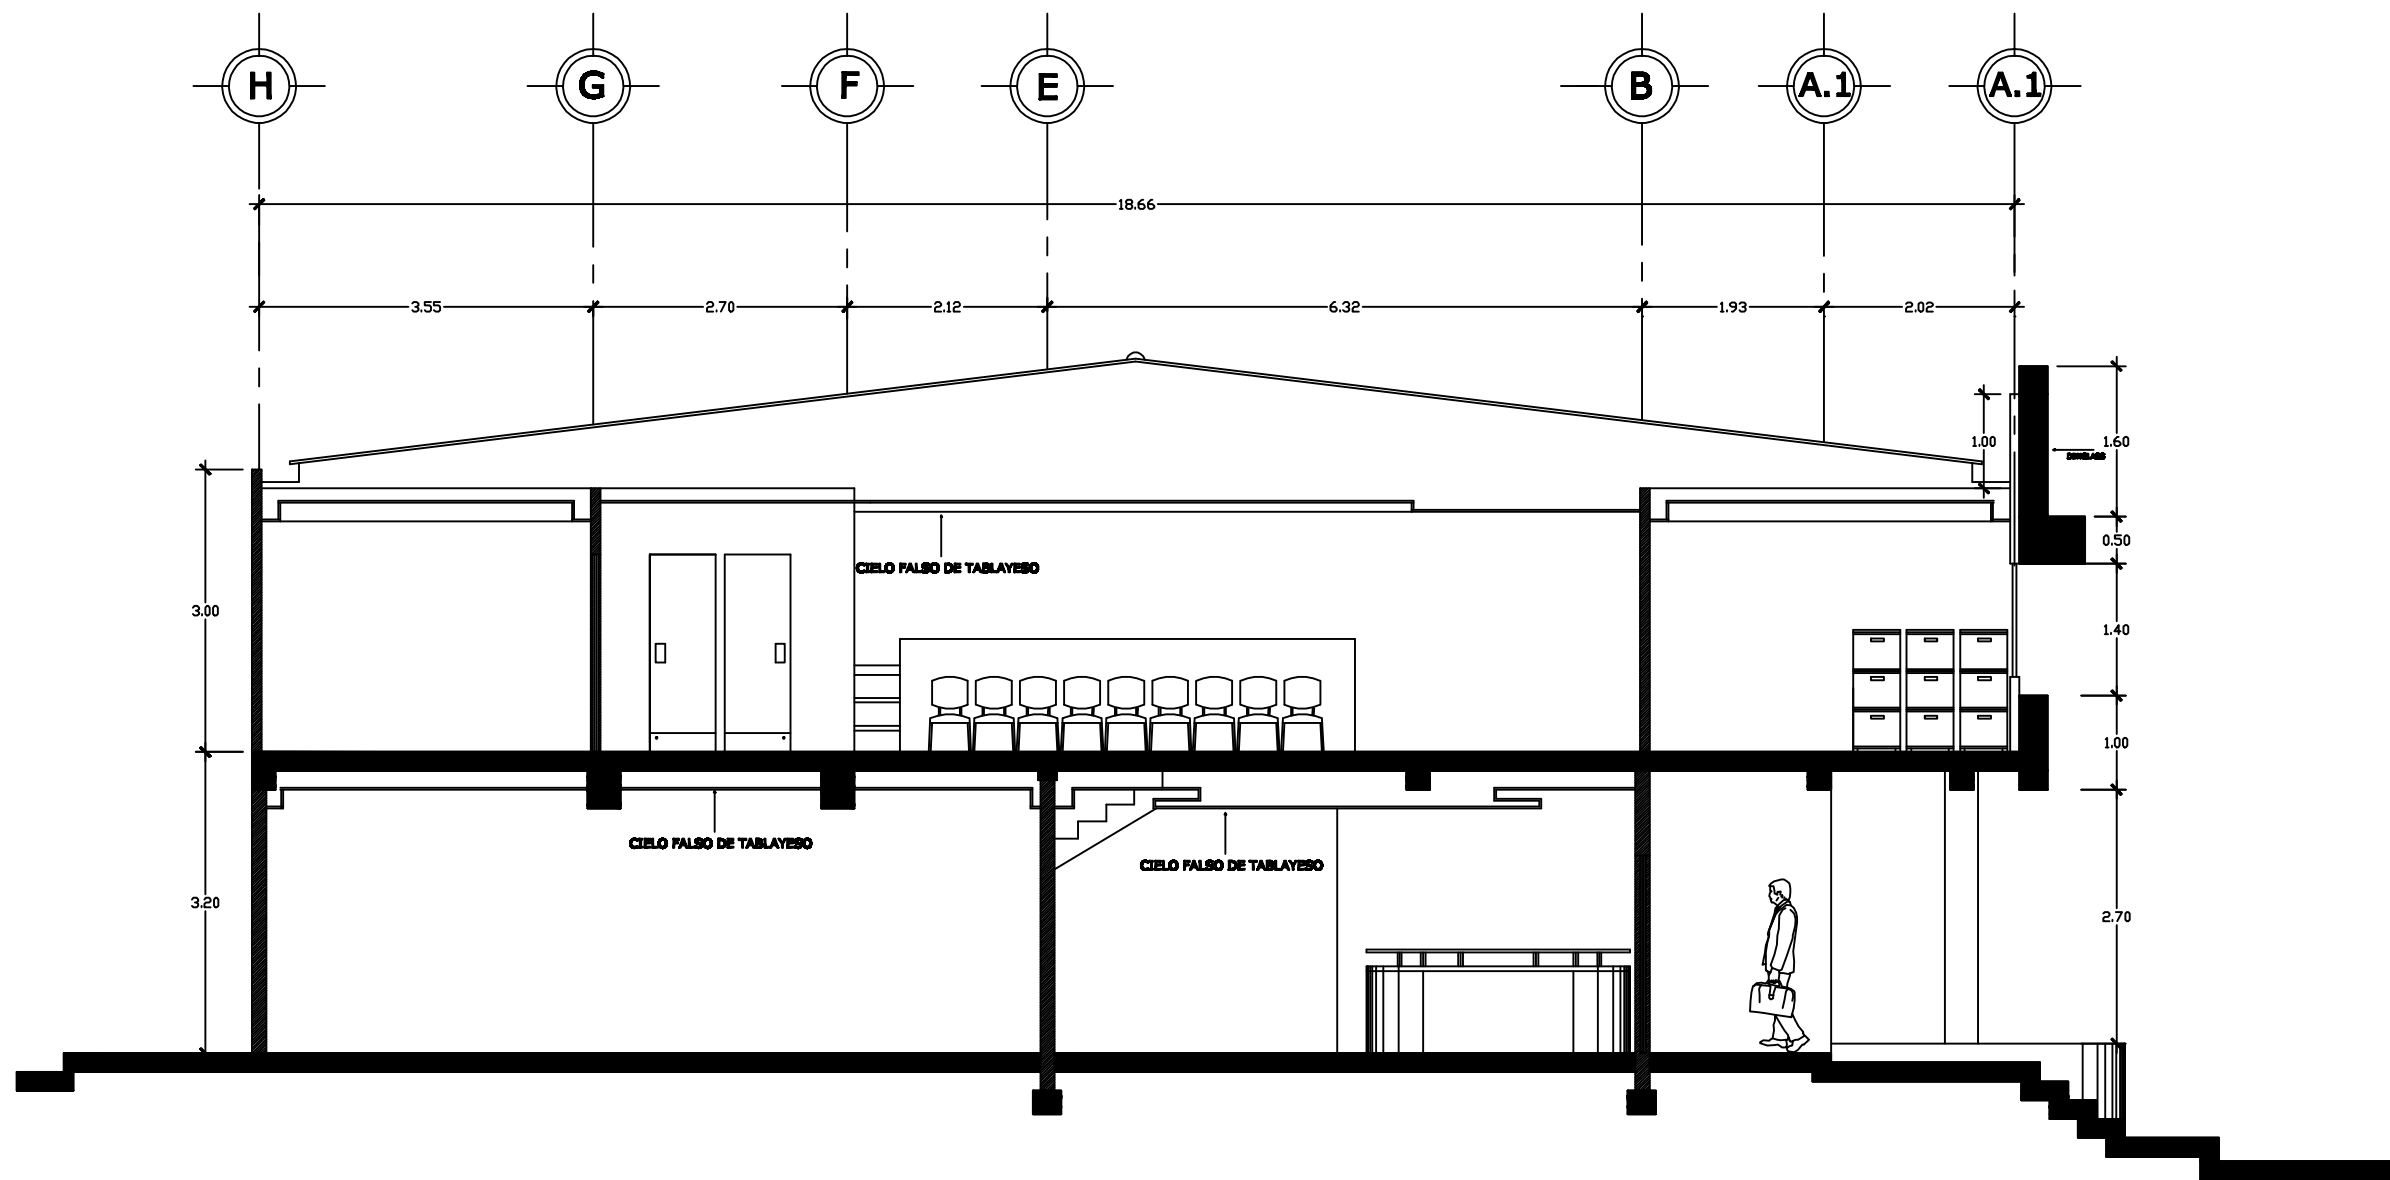 H G F E B A.1 A.1
18.66
3.55 2.70 2.12 6.32 1.93 2.02
1.00 1.60
0.50
CIELO FALSO DE TABLAYESO
3.00 1.40
1.00
CIELO FALSO DE TABLAYESO
CIELO FALSO DE TABLAYESO
3.20 2.70